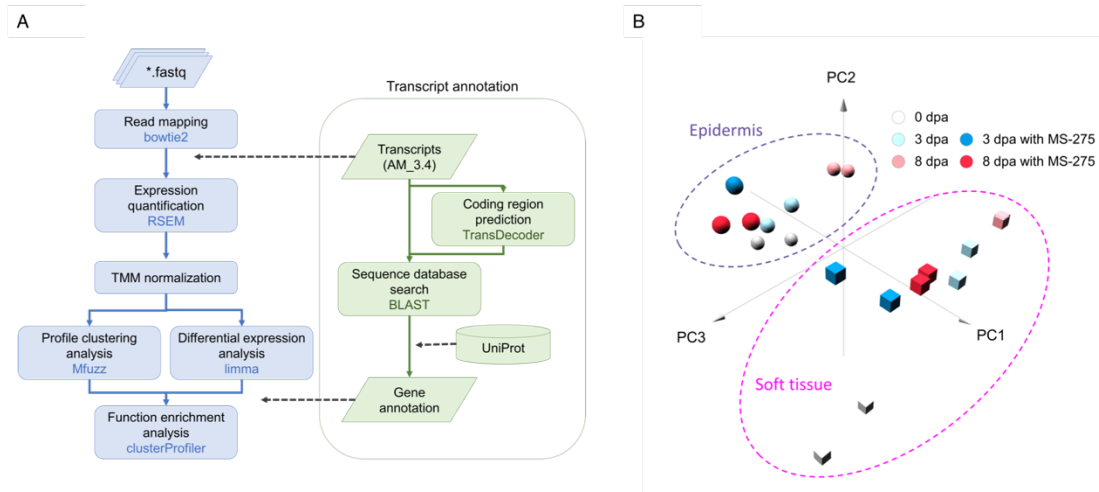 A
*.fastq
Read mapping
bowtie2
Expression
quantification
RSEM
TMM normalization
Profile clustering
analysis
Mfuzz
Differential expression
analysis
limma
Function enrichment
analysis
clusterProfiler
Transcript annotation
Transcripts
(AM_3.4)
Coding region
prediction
TransDecoder
Sequence database
search
BLAST
UniProt
Gene
annotation
B
PC2
0 dpa
3 dpa
3 dpa with MS-275
8 dpa
8 dpa with MS-275
Epidermis
PC3
PC1
Soft tissue